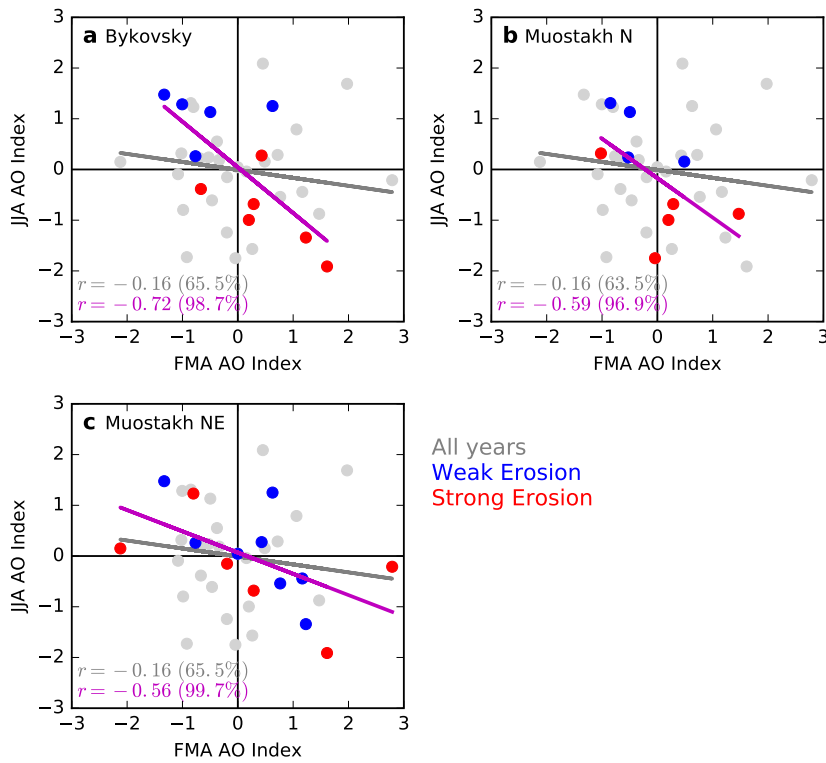 a Bykovsky
3
2
1
0
−1
−2
−3
JJA AO Index
r = −0.16 (65.5%)
r = −0.72 (98.7%)
−3 −2 −1 0 1 2 3
FMA AO Index
b Muostakh N
3
2
1
0
−1
−2
−3
JJA AO Index
r = −0.16 (63.5%)
r = −0.59 (96.9%)
−3 −2 −1 0 1 2 3
FMA AO Index
c Muostakh NE
3
2
1
0
−1
−2
−3
JJA AO Index
r = −0.16 (65.5%)
r = −0.56 (99.7%)
−3 −2 −1 0 1 2 3
FMA AO Index
All years
Weak Erosion
Strong Erosion